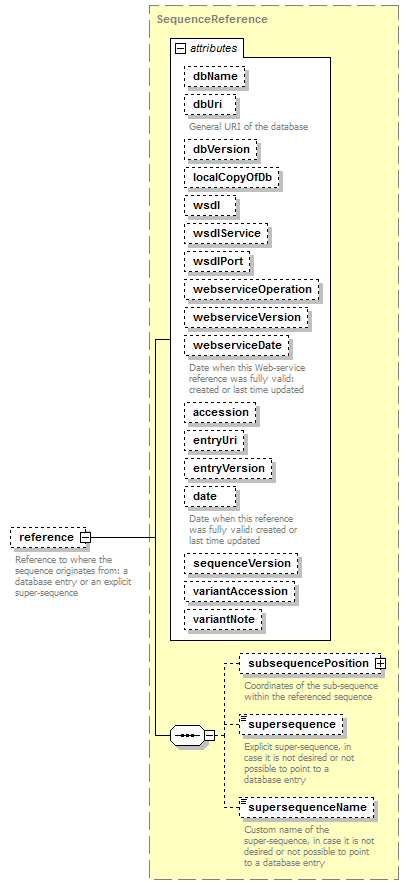 SequenceReference
attributes
dbName
dbUri
General URI of the database
dbVersion
localCopyOfDb
wsdl
wsdlService
wsdlPort
webserviceOperation
webserviceVersion
webserviceDate
Date when this Web-service
reference was fully valid:
created or last time updated
accession
entryUri
entryVersion
date
Date when this reference
was fully valid: created or
last time updated
sequenceVersion
variantAccession
variantNote
reference
Reference to where the
sequence originates from: a
database entry or an explicit
super-sequence
subsequencePosition
Coordinates of the sub-sequence
within the referenced sequence
supersequence
Explicit super-sequence, in
case it is not desired or not
possible to point to a
database entry
supersequenceName
Custom name of the
super-sequence, in case it is not
desired or not possible to point
to a database entry